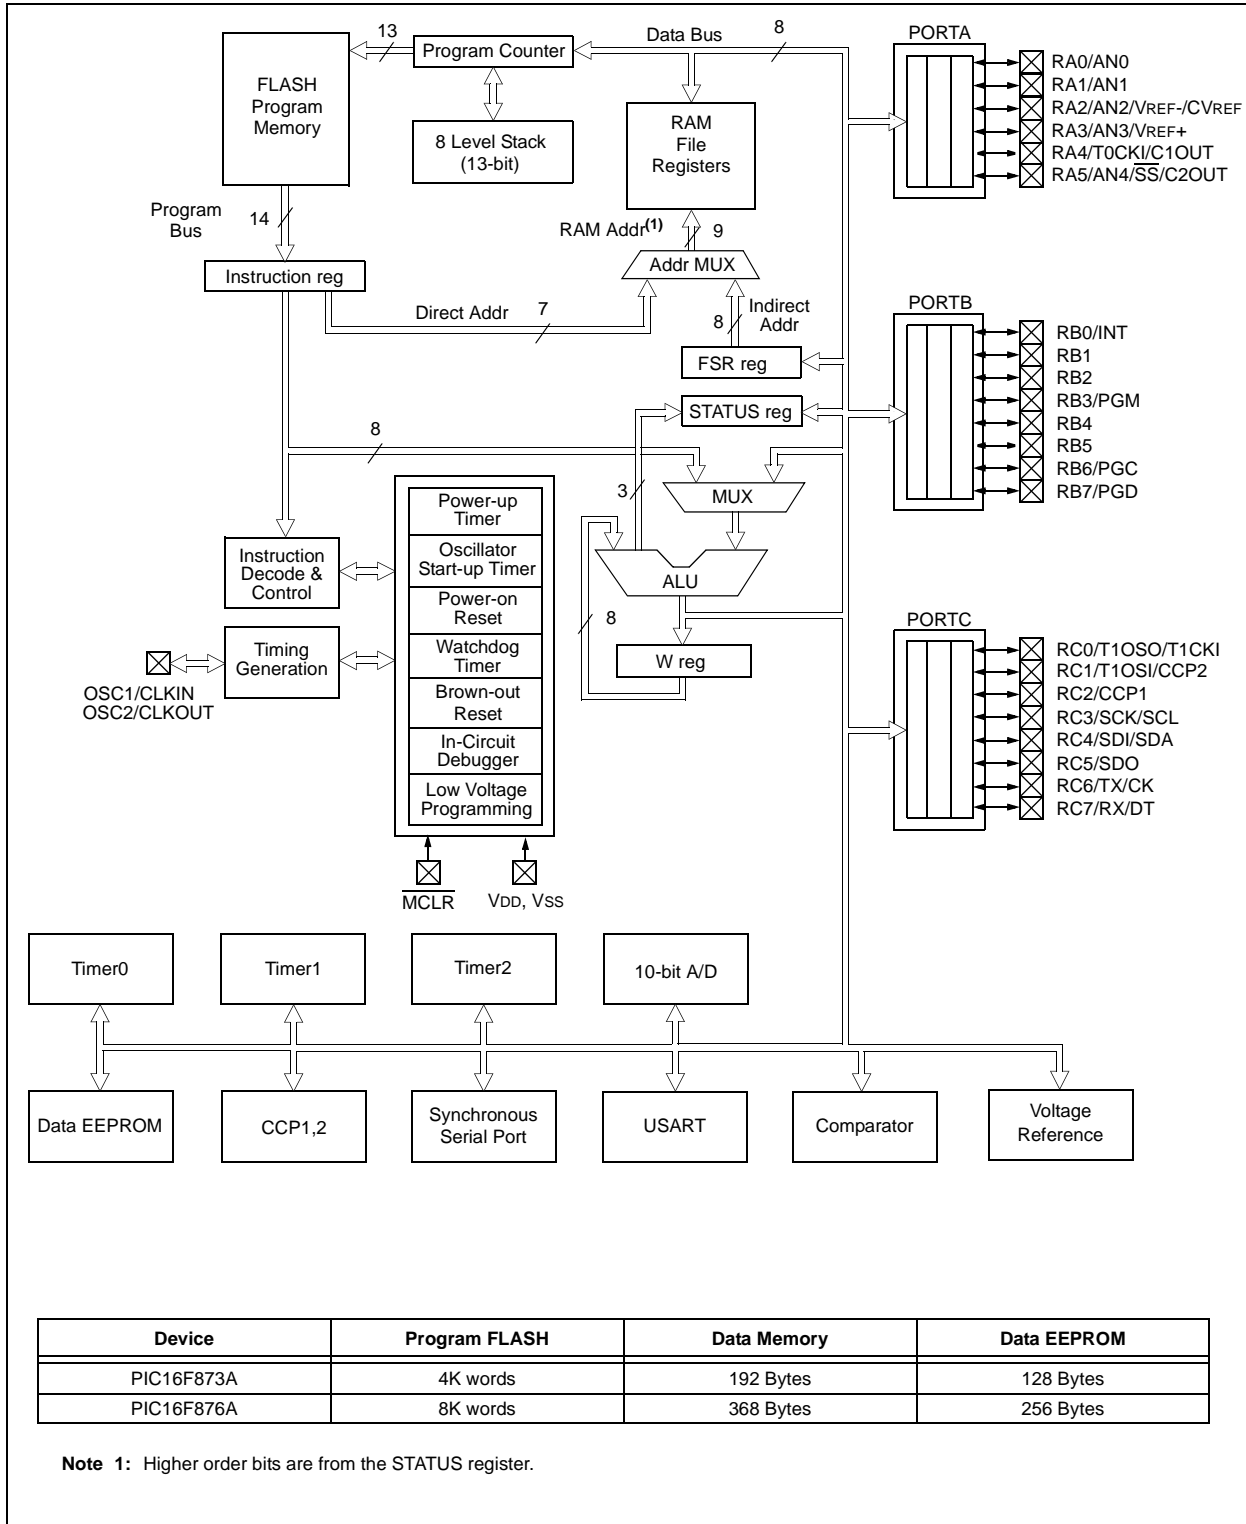 13
Program Counter
Data Bus
8
PORTA
FLASH
Program
Memory
8 Level Stack
(13-bit)
RAM
File
Registers
RA0/AN0
RA1/AN1
RA2/AN2/VREF-/CVREF
RA3/AN3/VREF+
RA4/T0CKI/C1OUT
RA5/AN4/SS/C2OUT
Program
Bus
14
RAM Addr(1)
9
Addr MUX
Instruction reg
Direct Addr
7
8
Indirect
Addr
FSR reg
STATUS reg
PORTB
RB0/INT
RB1
RB2
RB3/PGM
RB4
RB5
RB6/PGC
RB7/PGD
8
3
MUX
ALU
8
W reg
Power-up
Timer
Oscillator
Start-up Timer
Power-on
Reset
Watchdog
Timer
Brown-out
Reset
In-Circuit
Debugger
Low Voltage
Programming
Instruction
Decode &
Control
Timing
Generation
OSC1/CLKIN
OSC2/CLKOUT
MCLR
VDD, VSS
PORTC
RC0/T1OSO/T1CKI
RC1/T1OSI/CCP2
RC2/CCP1
RC3/SCK/SCL
RC4/SDI/SDA
RC5/SDO
RC6/TX/CK
RC7/RX/DT
Timer0
Timer1
Timer2
10-bit A/D
Data EEPROM
CCP1,2
Synchronous
Serial Port
USART
Comparator
Voltage
Reference
Device Program FLASH Data Memory Data EEPROM
PIC16F873A 4K words 192 Bytes 128 Bytes
PIC16F876A 8K words 368 Bytes 256 Bytes
Note 1: Higher order bits are from the STATUS register.